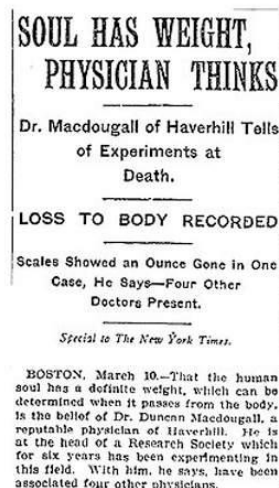 SOUL HAS WEIGHT,
PHYSICIAN THINKS
Dr. Macdougall of Haverhill Tells
of Experiments at
Death.
LOSS TO BODY RECORDED
Scales Showed an Ounce Gone in One
Case, He Says—Four Other
Doctors Present.
Special to The New York Times.
BOSTON, March 10.—That the human
soul has a definite weight, which can be
determined when it passes from the body,
is the belief of Dr. Duncan Macdougall, a
reputable physician of Haverhill. He is
at the head of a Research Society which
for six years has been experimenting in
this field. With him, he says, have been
associated four other physicians.